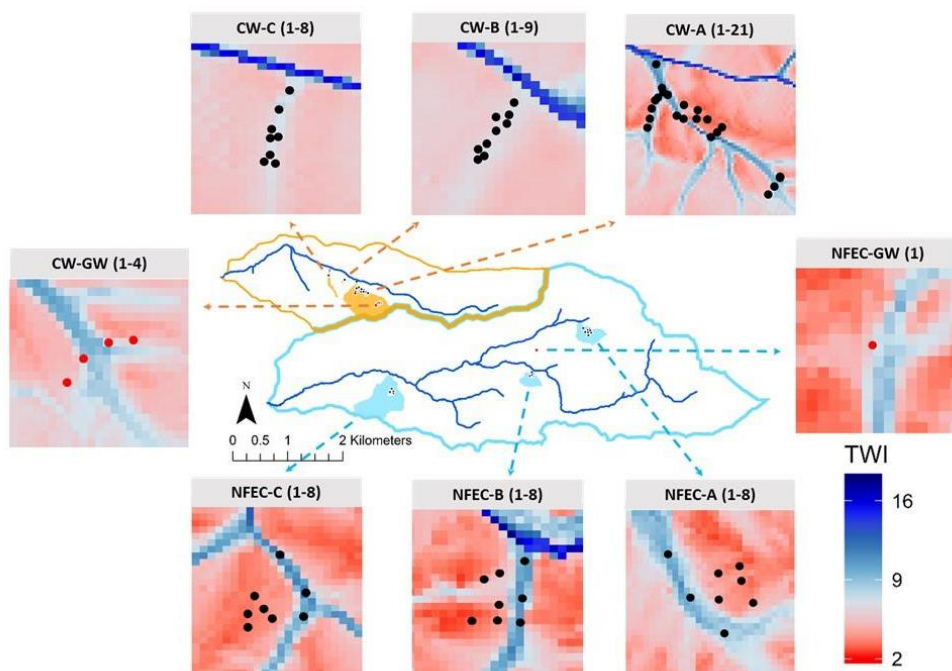 CW-C (1-8)
CW-B (1-9)
CW-A (1-21)
CW-GW (1-4)
NFEC-GW (1)
N
0 0.5 1 2 Kilometers
TWI
16
9
2
NFEC-C (1-8)
NFEC-B (1-8)
NFEC-A (1-8)